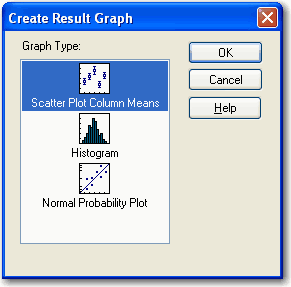 Create Result Graph
Graph Type:
OK
Scatter Plot Column Means
Cancel
Histogram
Help
Normal Probability Plot